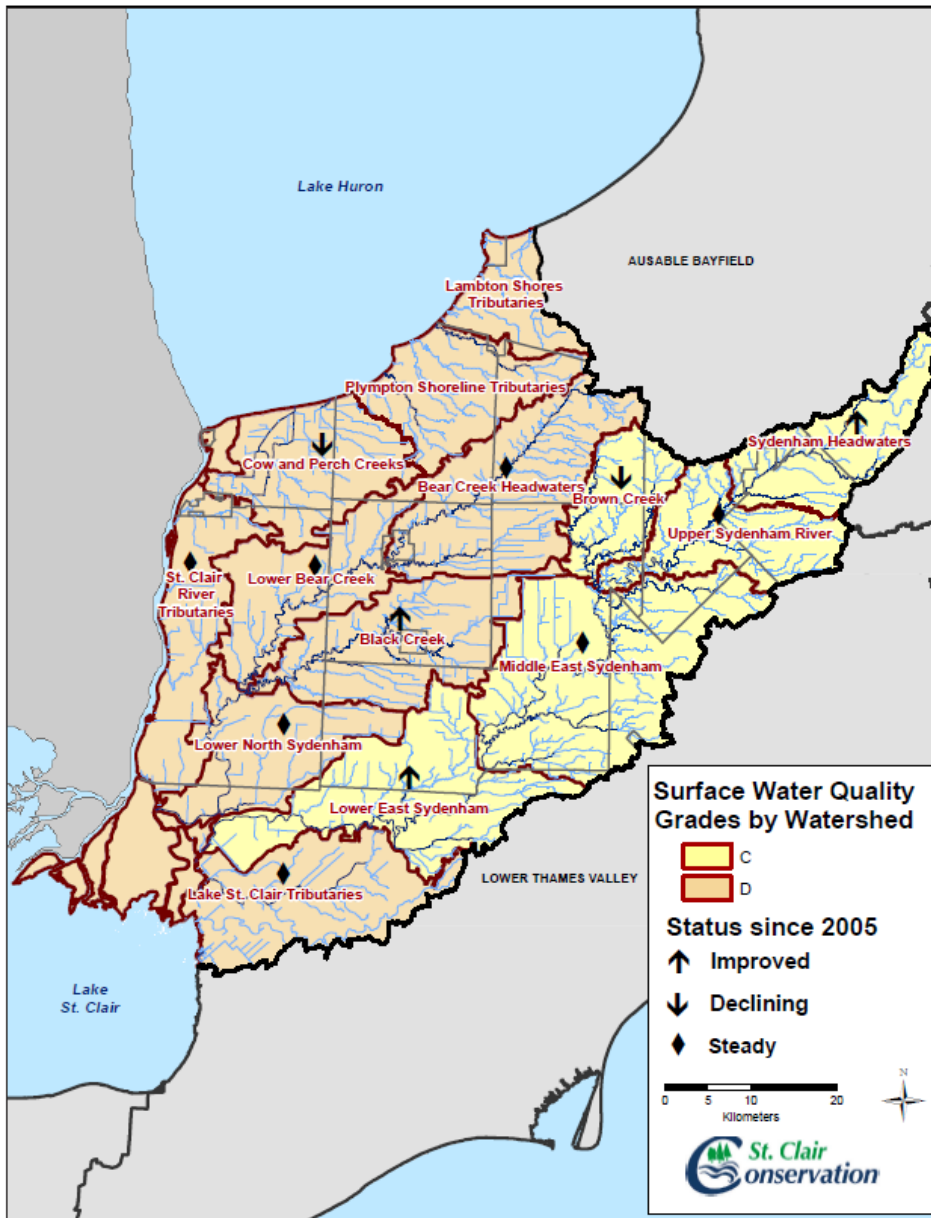 Lake Huron
AUSABLE BAYFIELD
Lambton Shores
Tributaries
Plympton Shoreline Tributaries
Sydenham Headwaters
Cow and Perch Creeks
Bear Creek Headwaters
Brown Creek
Upper Sydenham River
St. Clair
River
Tributaries
Lower Bear Creek
Black Creek
Middle East Sydenham
Lower North Sydenham
Lower East Sydenham
Lake St. Clair Tributaries
LOWER THAMES VALLEY
Lake
St. Clair
Surface Water Quality
Grades by Watershed
C
D
Status since 2005
Improved
Declining
Steady
N
0 5 10 20
Kilometers
St. Clair
Conservation